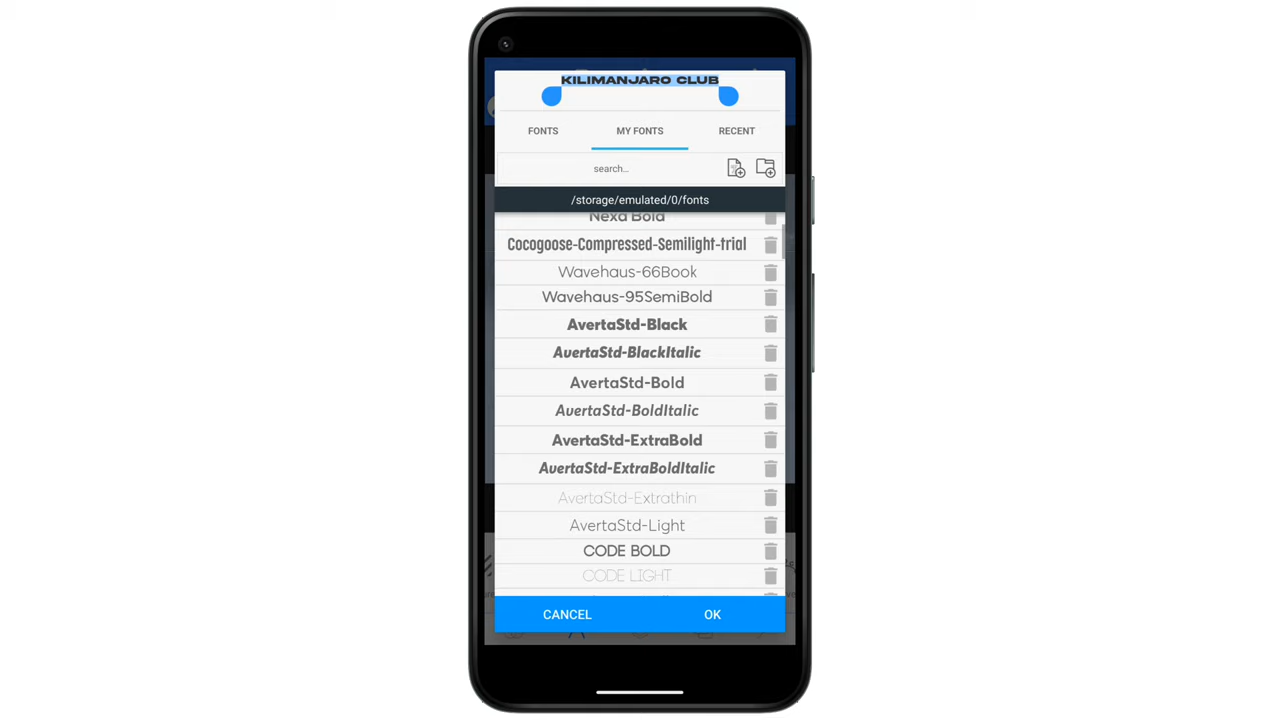 KILIMANJARO CLUB
FONTS
MY FONTS
RECENT
search...
/storage/emulated/0/fonts
Nexa Bold
Cocogoose-Compressed-Semilight-trial
Wavehaus-66Book
Wavehaus-95SemiBold
AvertaStd-Black
AvertaStd-BlackItalic
AvertaStd-Bold
AvertaStd-BoldItalic
AvertaStd-ExtraBold
AvertaStd-ExtraBoldItalic
AvertaStd-Extrathin
AvertaStd-Light
CODE BOLD
CODE LIGHT
CANCEL
OK